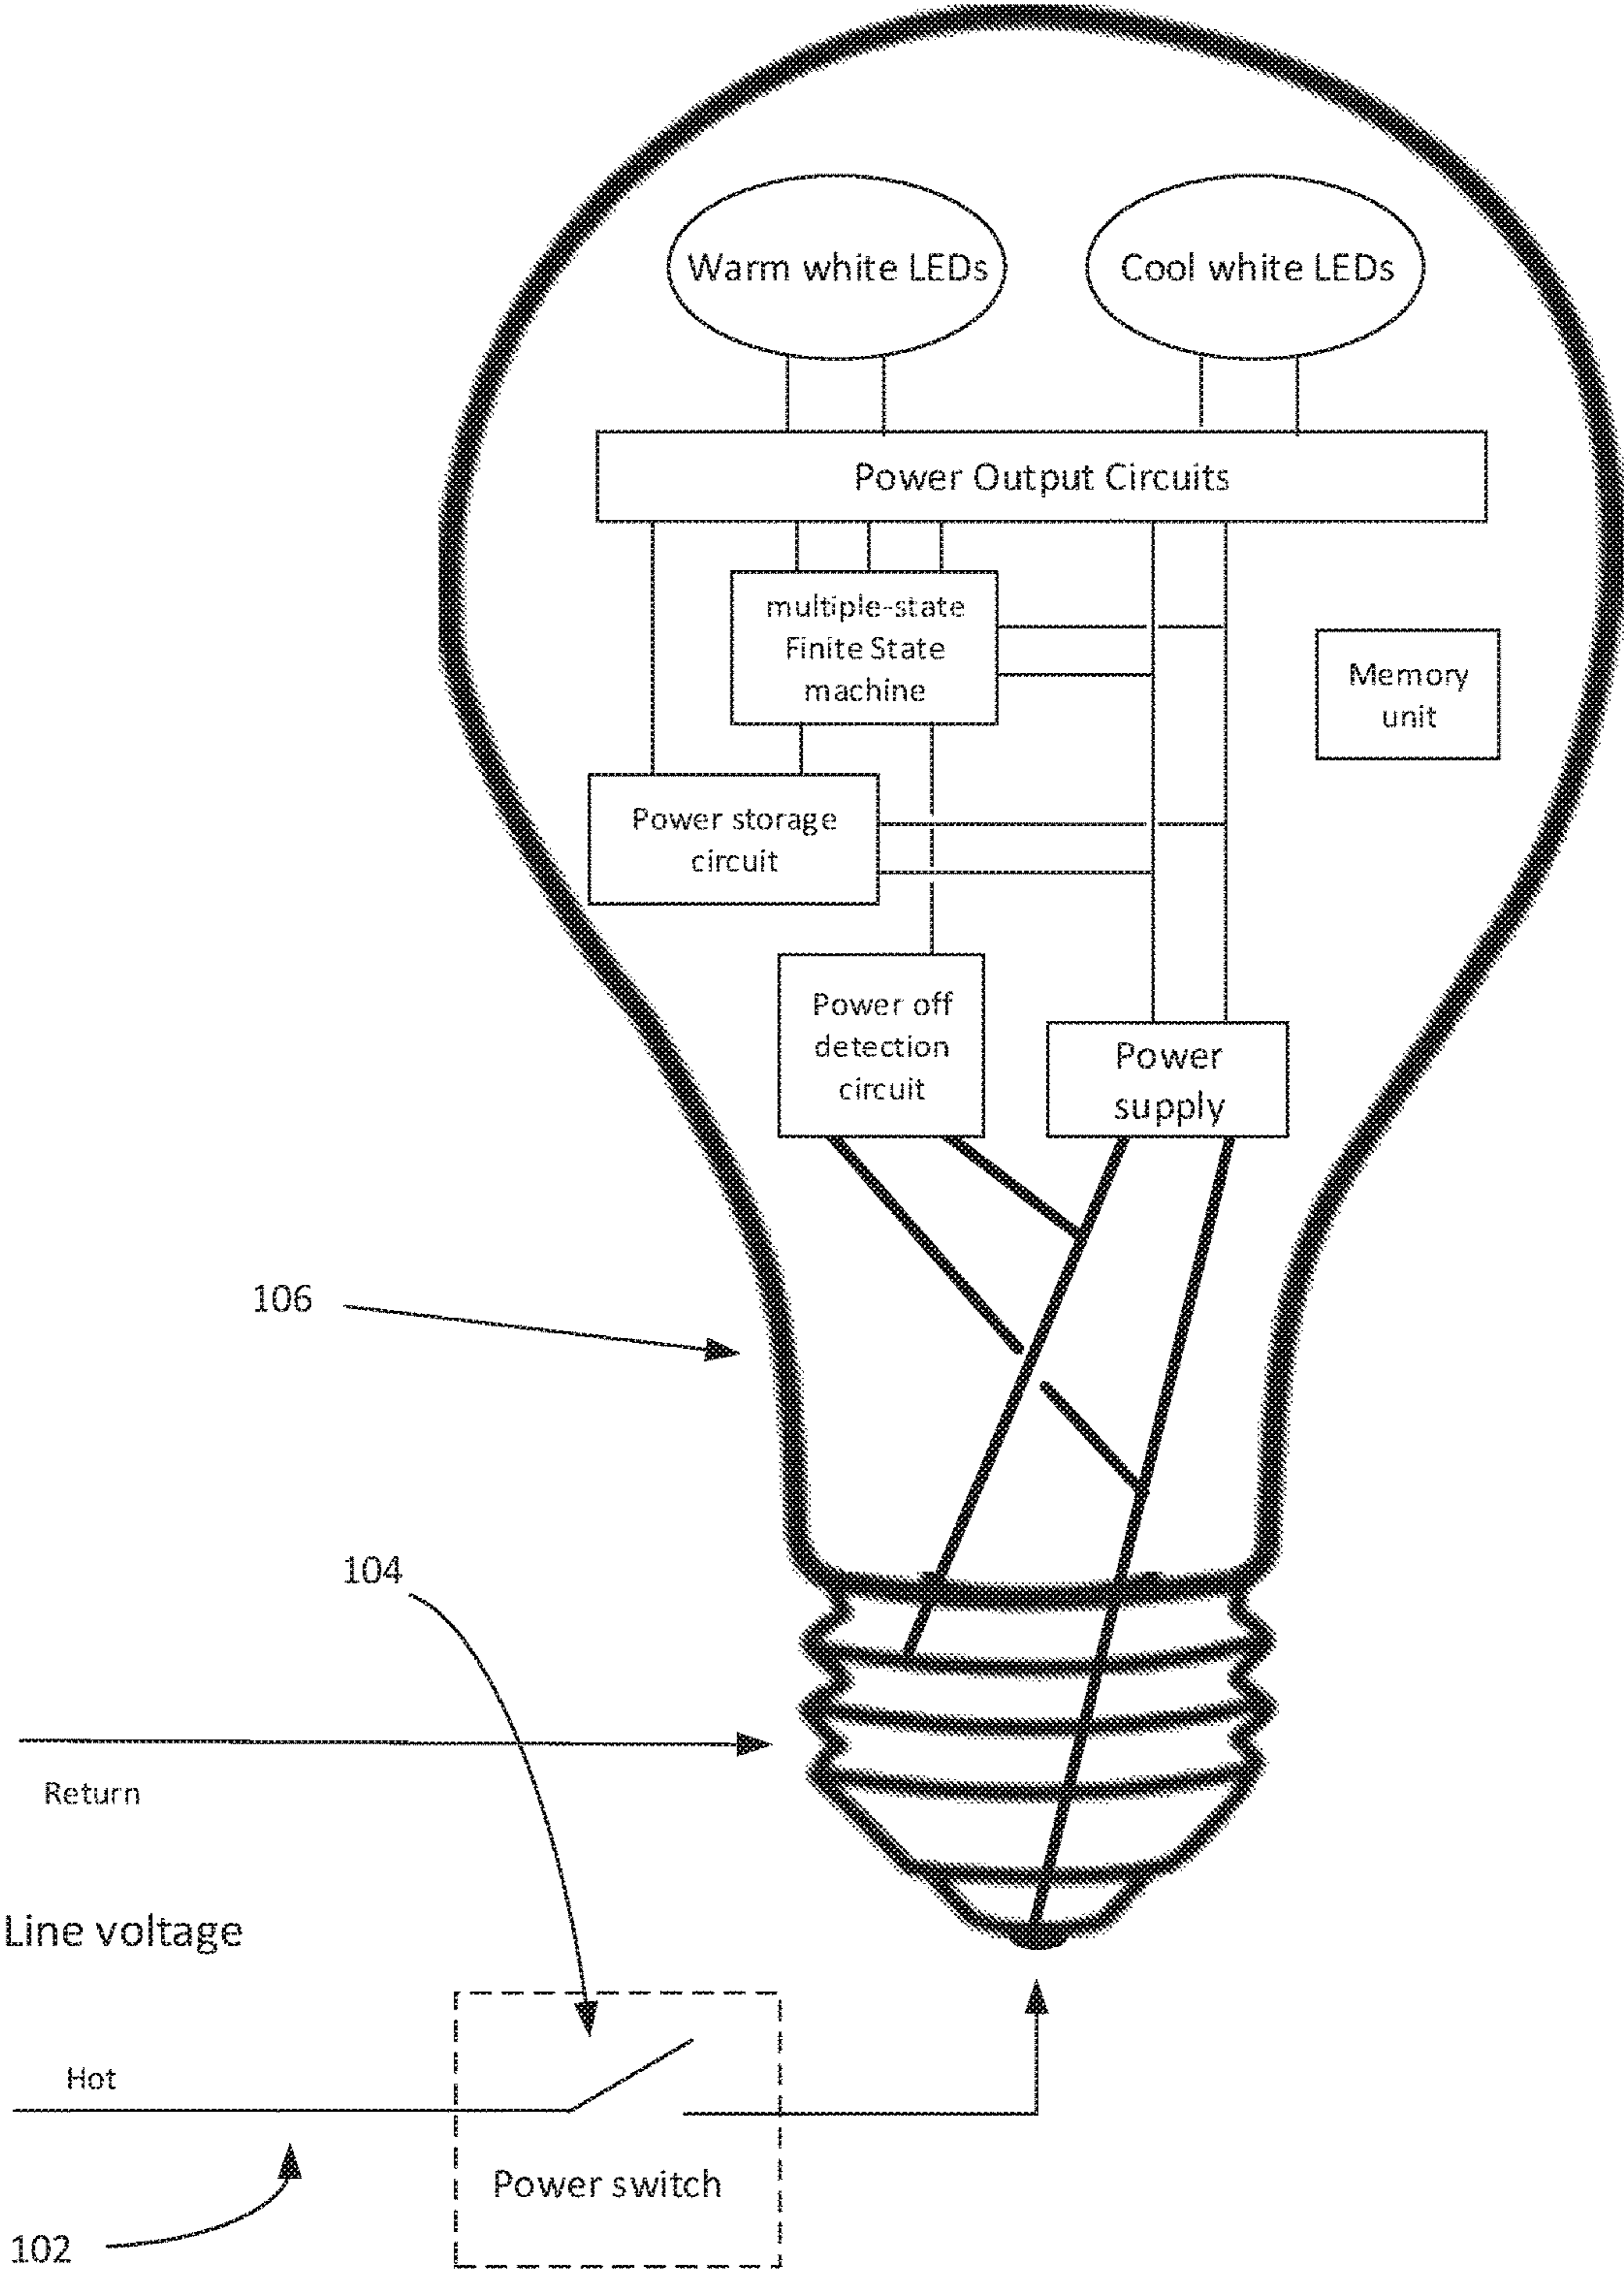 Warm white LEDs
Cool white LEDs
Power Output Circuits
multiple-state
Finite State
machine
Memory
unit
Power storage
circuit
Power off
detection
circuit
Power
supply
106
104
Return
Line voltage
Hot
Power switch
102